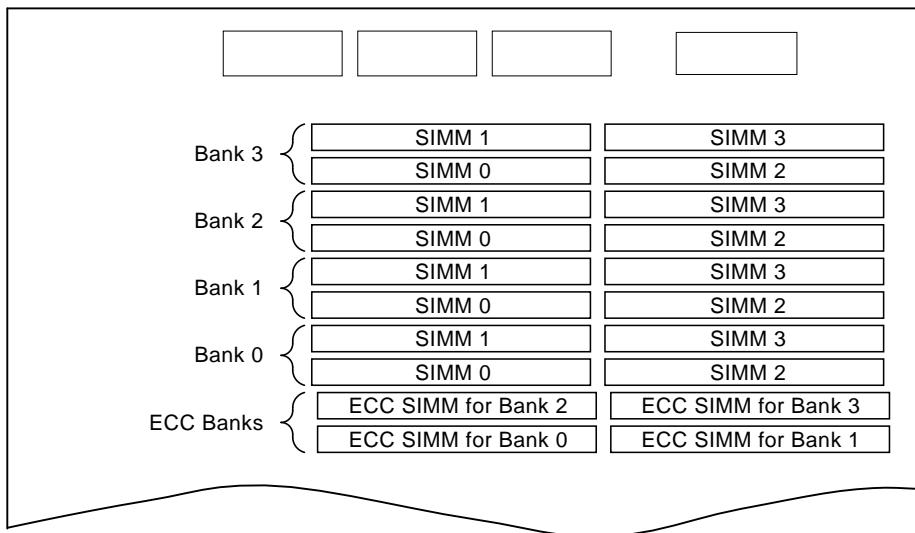 Bank 3
SIMM 1
SIMM 3
SIMM 0
SIMM 2
Bank 2
SIMM 1
SIMM 3
SIMM 0
SIMM 2
Bank 1
SIMM 1
SIMM 3
SIMM 0
SIMM 2
Bank 0
SIMM 1
SIMM 3
SIMM 0
SIMM 2
ECC Banks
ECC SIMM for Bank 2
ECC SIMM for Bank 3
ECC SIMM for Bank 0
ECC SIMM for Bank 1